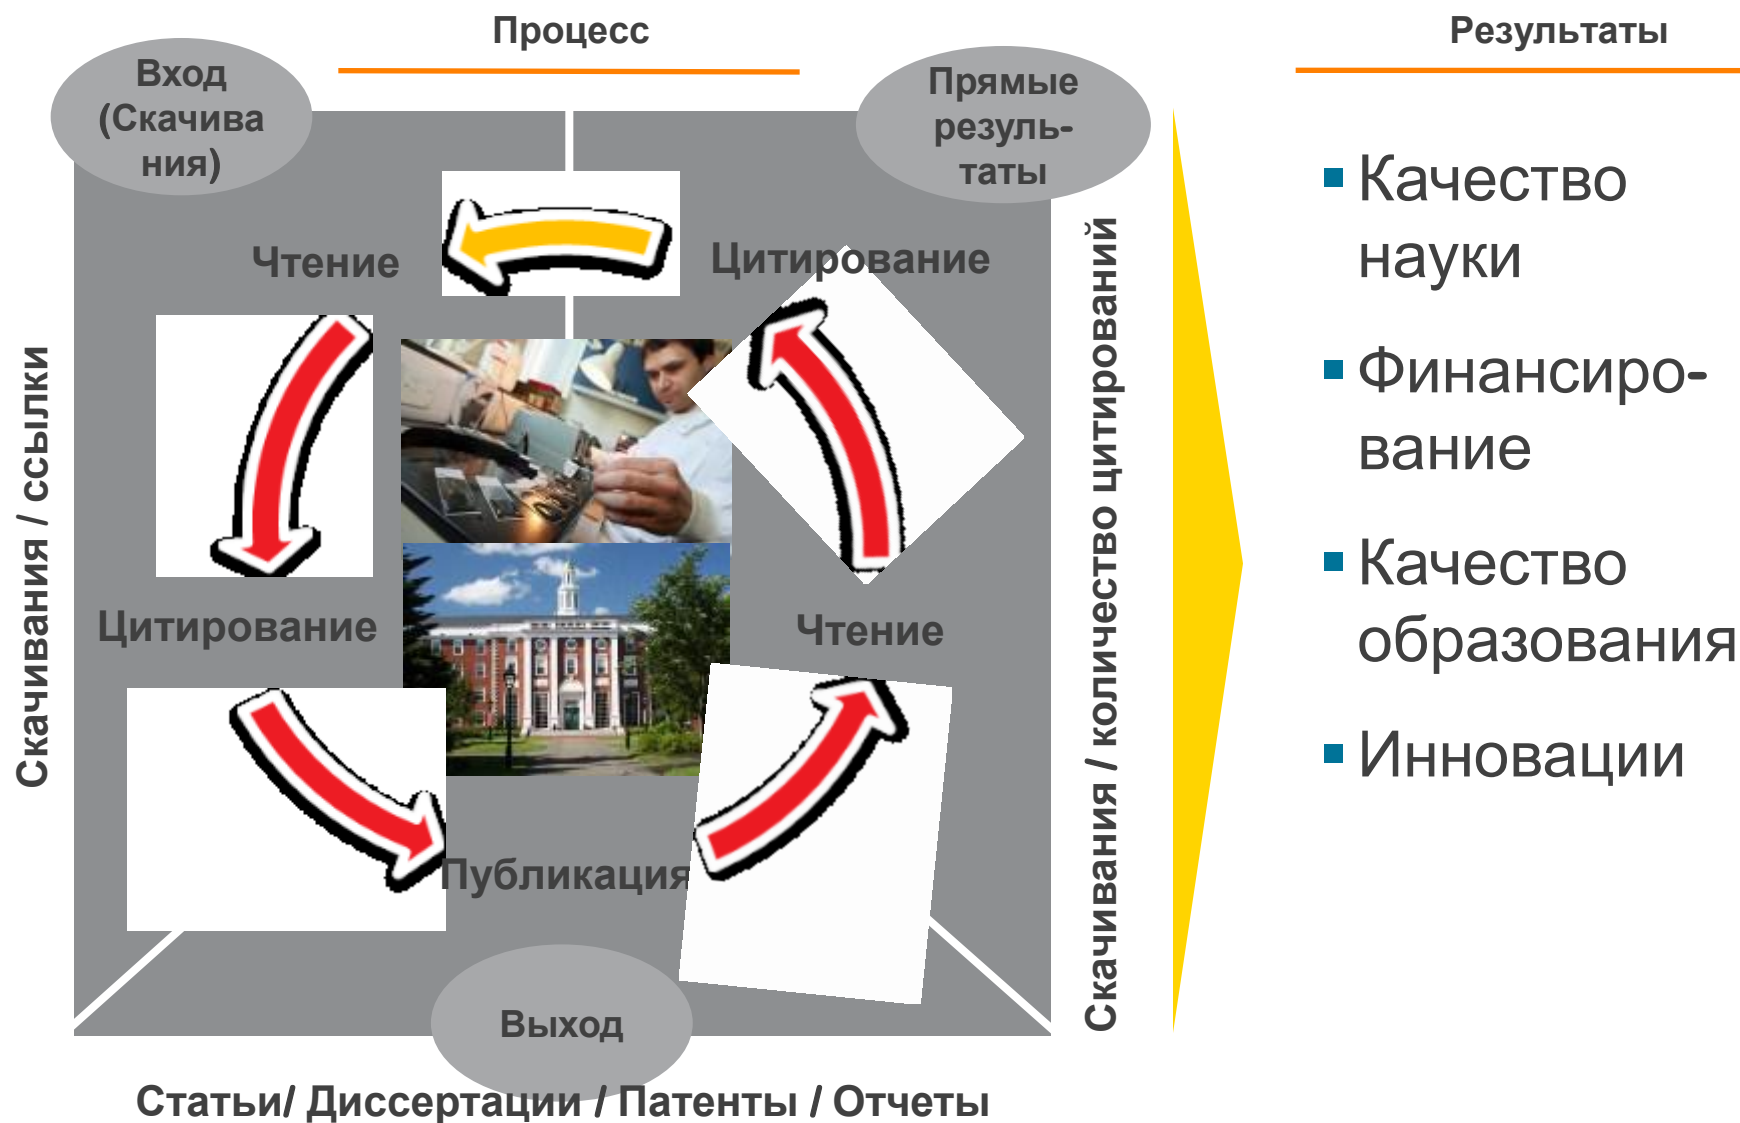 Процесс
Результаты
Вход
(Скачива
ния)
Прямые
резуль-
таты
Чтение
Цитирование
Скачивания / ссылки
Скачивания / количество цитирований
Цитирование
Чтение
Публикация
Выход
Статьи/ Диссертации / Патенты / Отчеты
Качество
науки
Финансиро-
вание
Качество
образования
Инновации